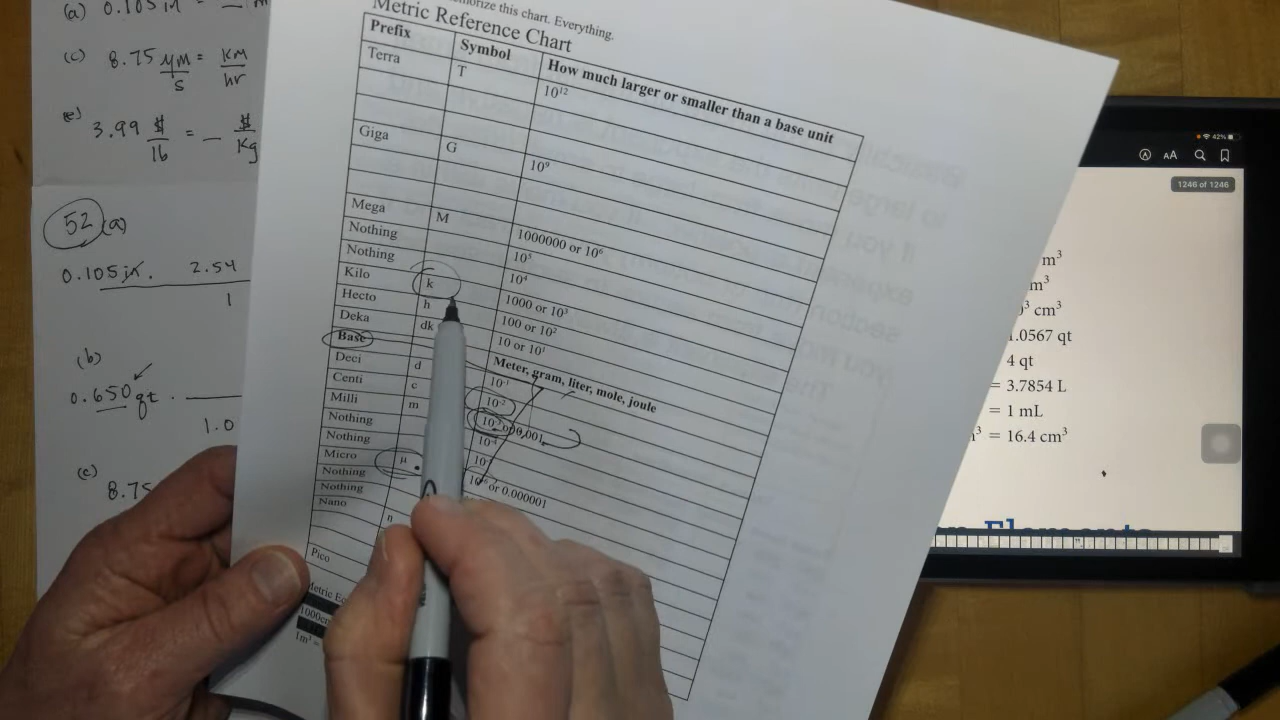 (a) 0.105 in = _ m
(c) 8.75 μm/s = km/hr
(e) 3.99 $/lb = _ $/kg
52 (a)
0.105 in. 2.54
1
(b)
0.650 qt .
1.0
(c)
8.75
this chart. Everything.
Metric Reference Chart
Prefix Symbol How much larger or smaller than a base unit
Terra T 10¹²
Giga G 10⁹
Mega M 1000000 or 10⁶
Nothing 10⁵
Nothing 10⁴
Kilo k 1000 or 10³
Hecto h 100 or 10²
Deka dk 10 or 10¹
Base Meter, gram, liter, mole, joule
Deci d 10⁻¹
Centi c 10⁻²
Milli m 10⁻³ or 0.001
Nothing 10⁻⁴
Nothing
Micro μ 10⁻⁶ or 0.000001
Nothing
Nothing
Nano n
Pico
Metric
1000cm
1m³ =
42%
AA
1246 of 1246
m³
m³
cm³
1.0567 qt
4 qt
= 3.7854 L
= 1 mL
= 16.4 cm³